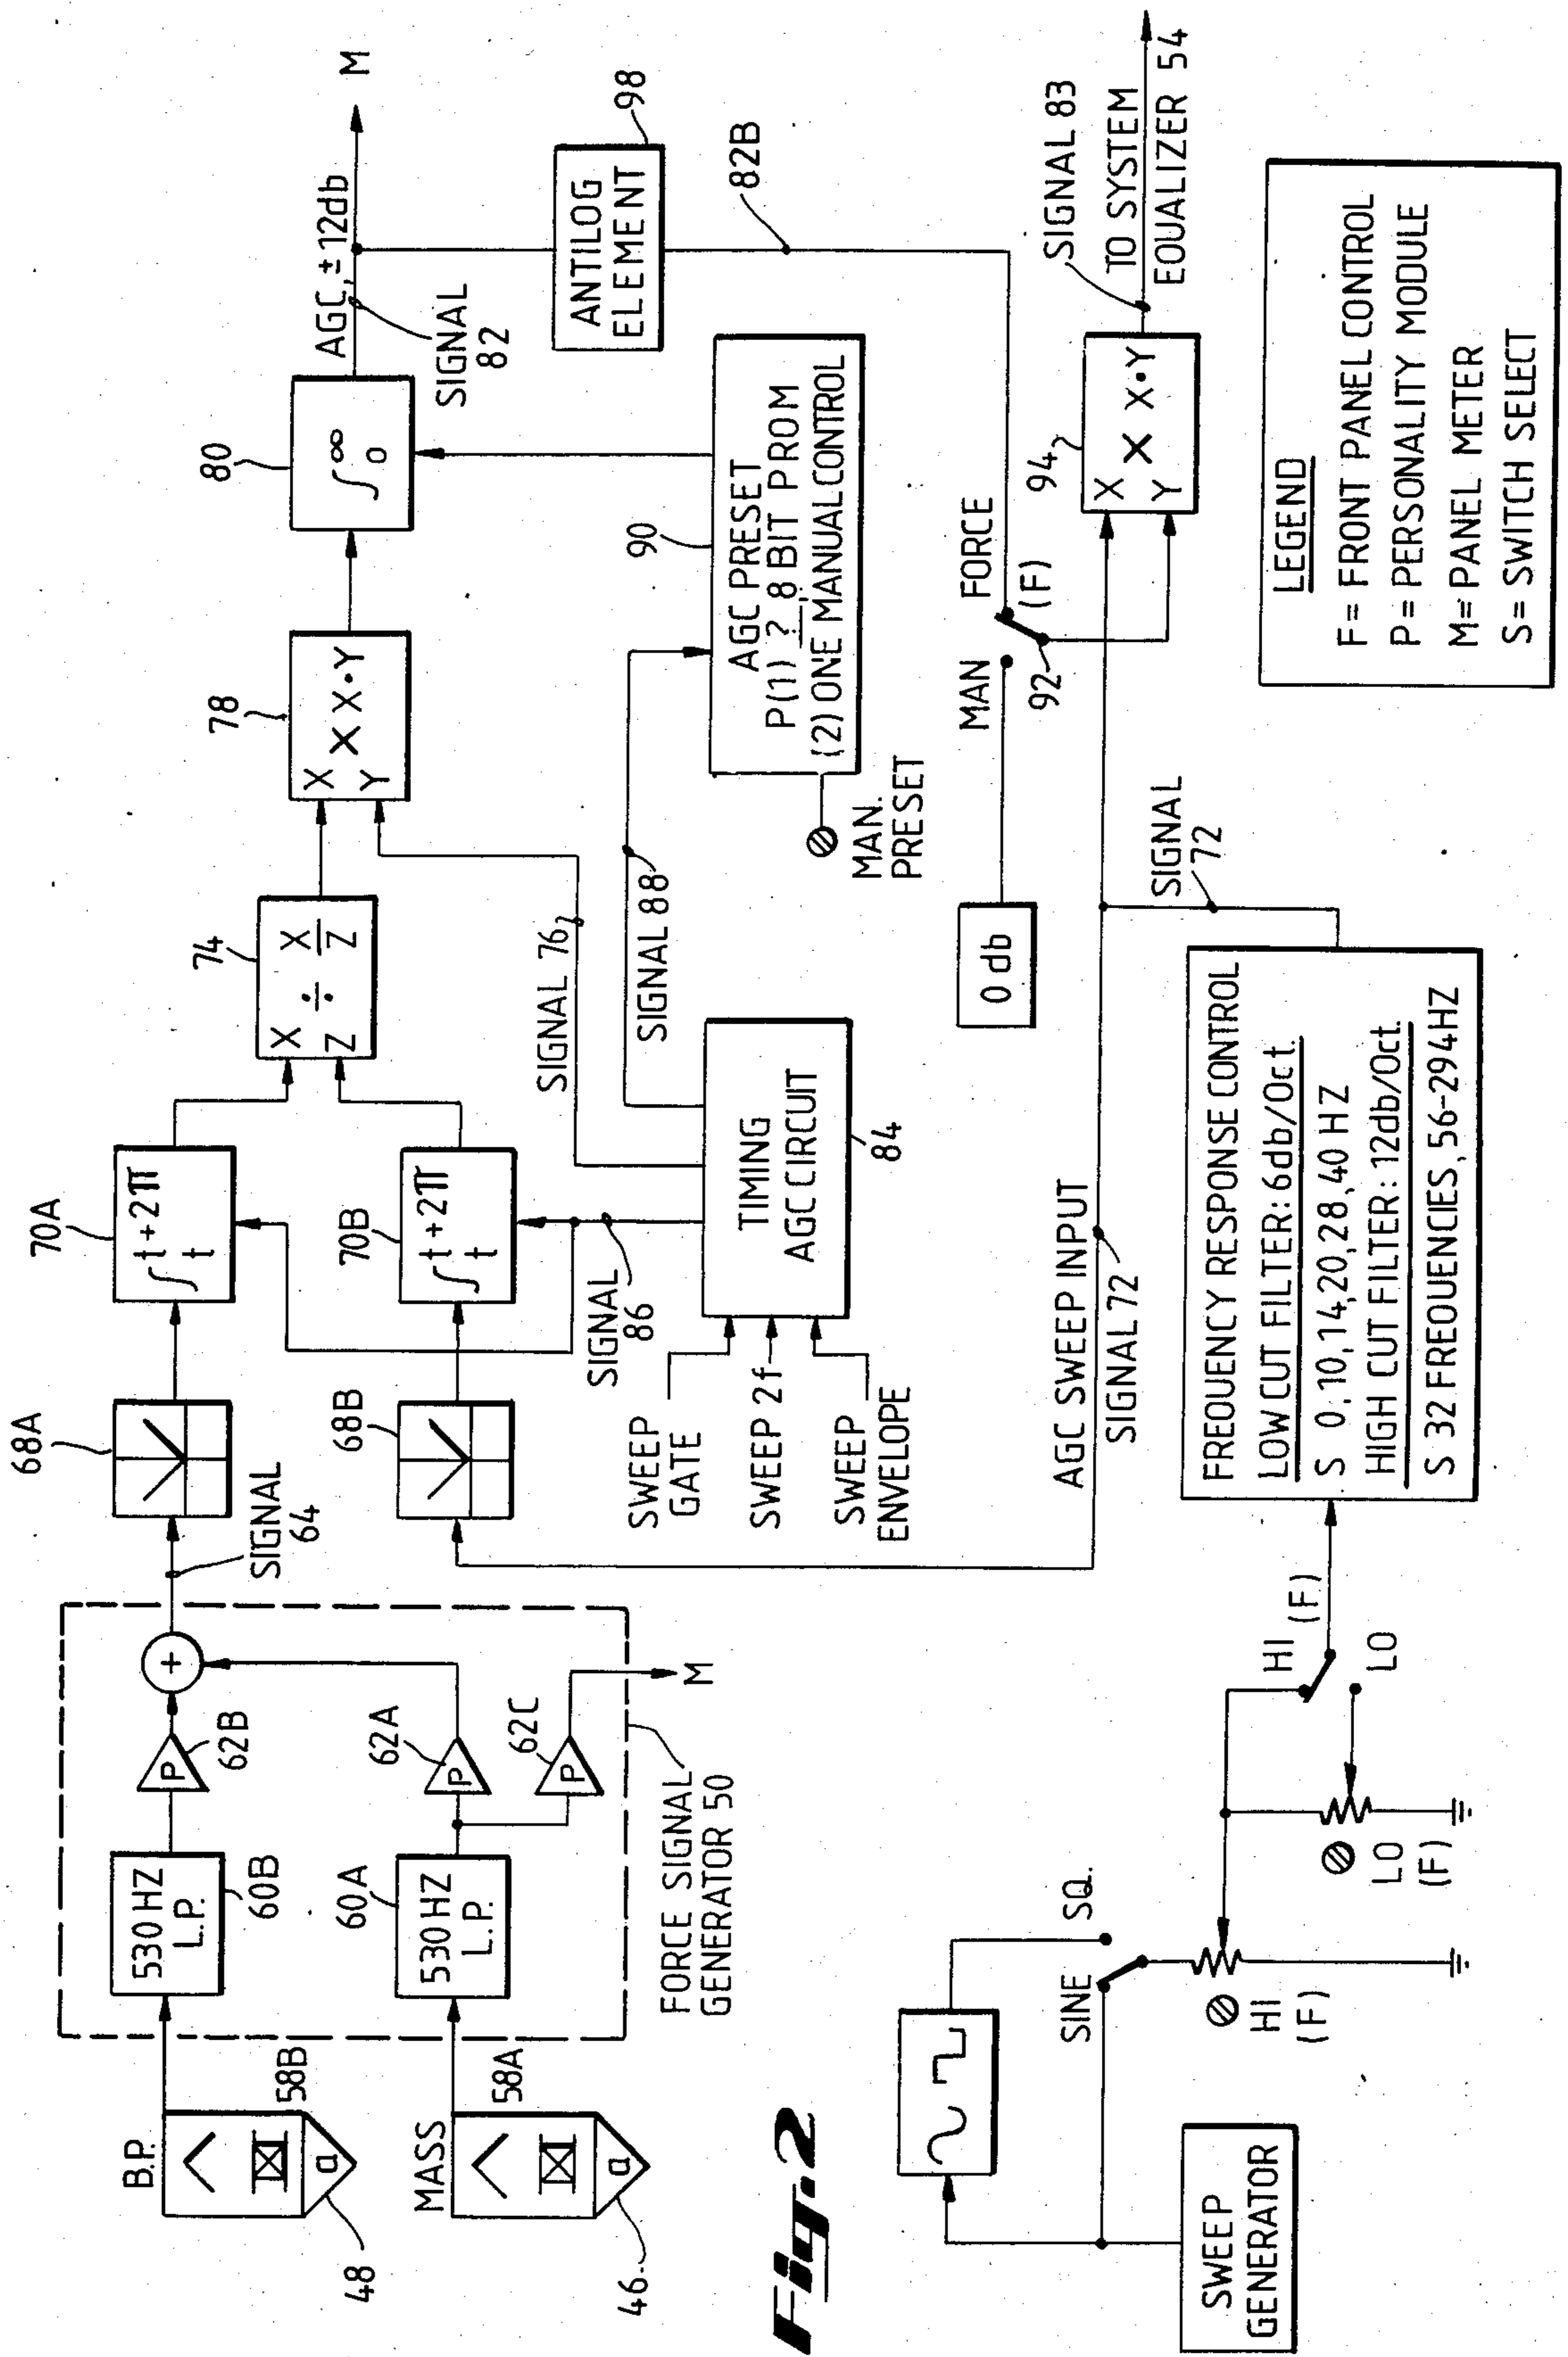 B.P.
58B
a
48
MASS
58A
a
46
530 HZ
L.P.
60B
P
62B
+
530 HZ
L.P.
60A
P
62A
P
62C
M
FORCE SIGNAL
GENERATOR 50
SIGNAL
64
68A
68B
70A
∫ t+2π
t
70B
∫ t+2π
t
SIGNAL
86
74
X
÷
X
Z
Z
SIGNAL 76
78
X
× X•Y
Y
80
∫ ∞
0
AGC, ±12db
SIGNAL
82
M
ANTILOG
ELEMENT
98
82B
SWEEP
GATE
SWEEP 2f
SWEEP
ENVELOPE
TIMING
AGC CIRCUIT
84
SIGNAL 88
90
AGC PRESET
P(1) ? 8 BIT PROM
(2) ONE MANUAL CONTROL
MAN.
PRESET
0 db
MAN
FORCE
(F)
92
94
X
× X•Y
Y
SIGNAL 83
TO SYSTEM
EQUALIZER 54
AGC SWEEP INPUT
SIGNAL 72
SIGNAL
72
Fig. 2
SWEEP
GENERATOR
SINE
SQ.
HI
(F)
LO
(F)
HI
(F)
LO
FREQUENCY RESPONSE CONTROL
LOW CUT FILTER: 6db/Oct.
S 0,10,14,20,28,40 HZ
HIGH CUT FILTER: 12db/Oct.
S 32 FREQUENCIES, 56-294HZ
LEGEND
F = FRONT PANEL CONTROL
P = PERSONALITY MODULE
M = PANEL METER
S = SWITCH SELECT